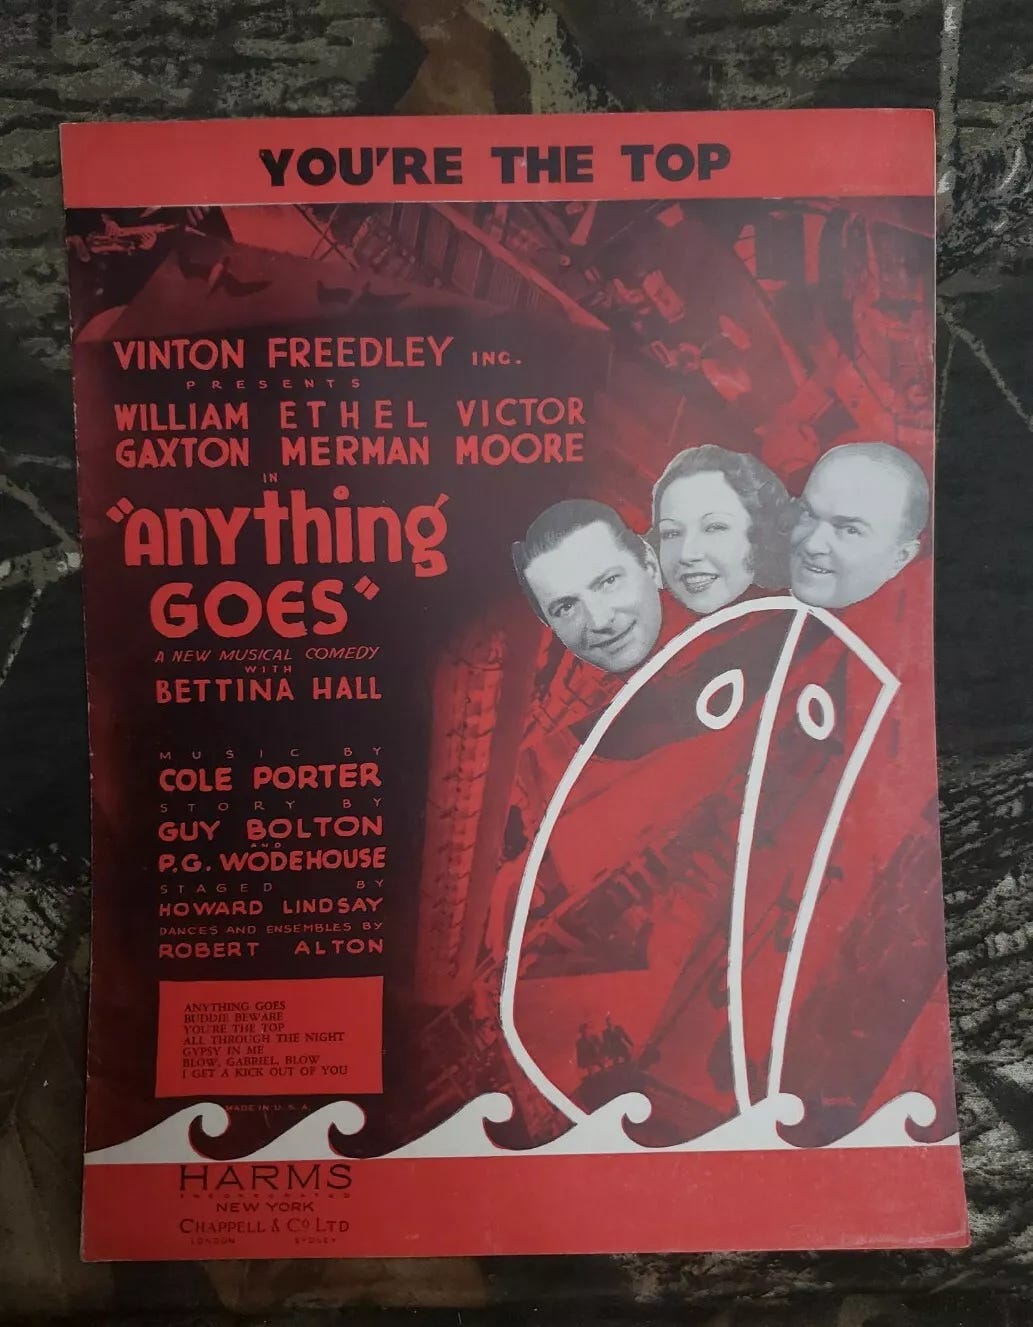 YOU'RE THE TOP
VINTON FREEDLEY INC.
PRESENTS
WILLIAM ETHEL VICTOR
GAXTON MERMAN MOORE
IN
"ANYTHING
GOES"
A NEW MUSICAL COMEDY
WITH
BETTINA HALL
MUSIC BY
COLE PORTER
STORY BY
GUY BOLTON
AND
P.G. WODEHOUSE
STAGED BY
HOWARD LINDSAY
DANCES AND ENSEMBLES BY
ROBERT ALTON
ANYTHING GOES
BUDDIE BEWARE
YOU'RE THE TOP
ALL THROUGH THE NIGHT
GYPSY IN ME
BLOW, GABRIEL, BLOW
I GET A KICK OUT OF YOU
MADE IN U.S.A.
HARMS
INCORPORATED
NEW YORK
CHAPPELL & CO. LTD
LONDON SYDNEY